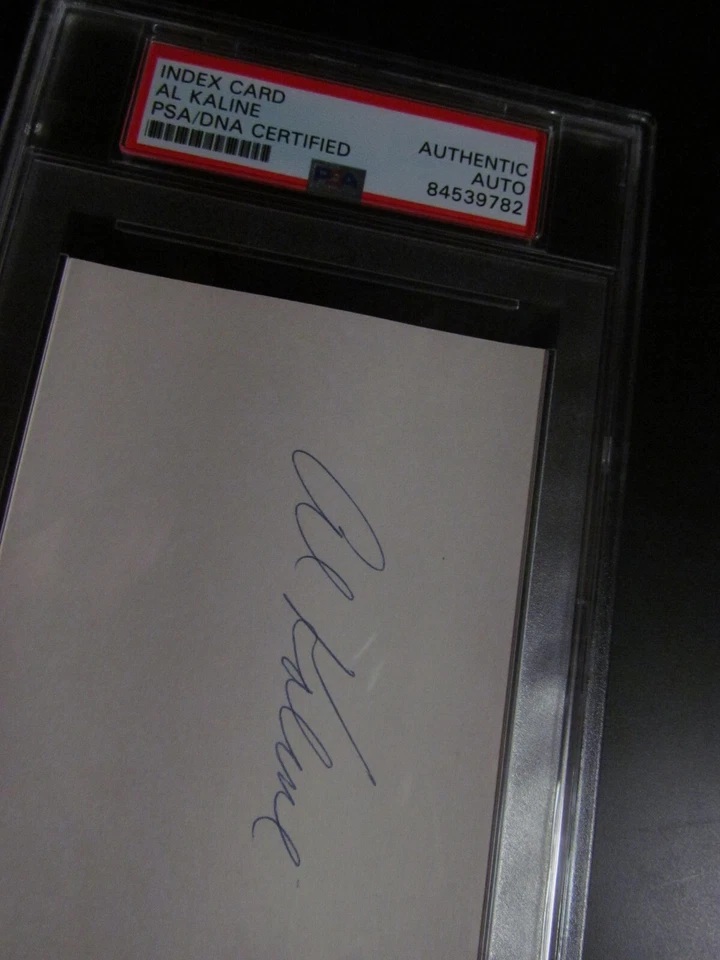 INDEX CARD
AL KALINE
PSA/DNA CERTIFIED
AUTHENTIC
AUTO
84539782
PSA
Al Kaline